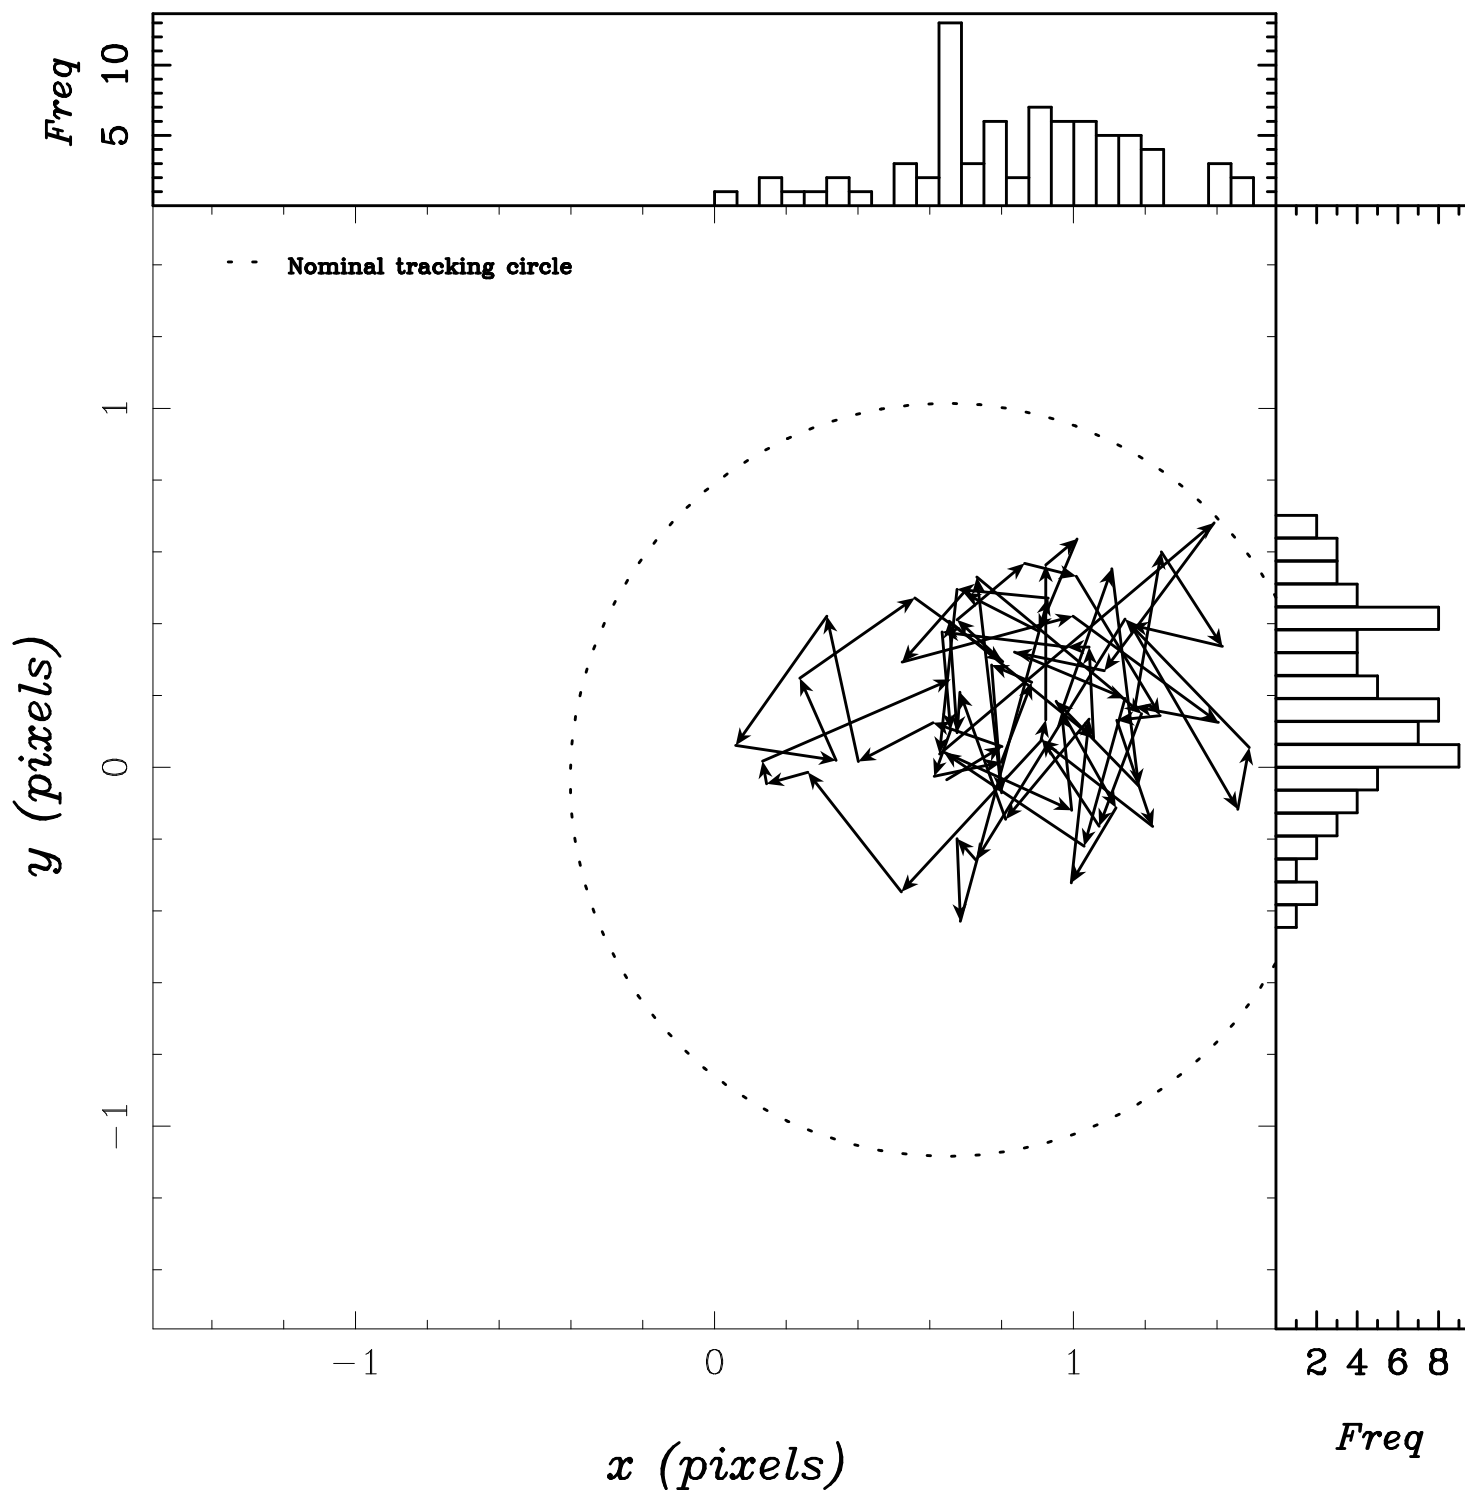 Freq
10
5
Nominal tracking circle
1
0
−1
y (pixels)
−1 0 1
2 4 6 8
x (pixels)
Freq